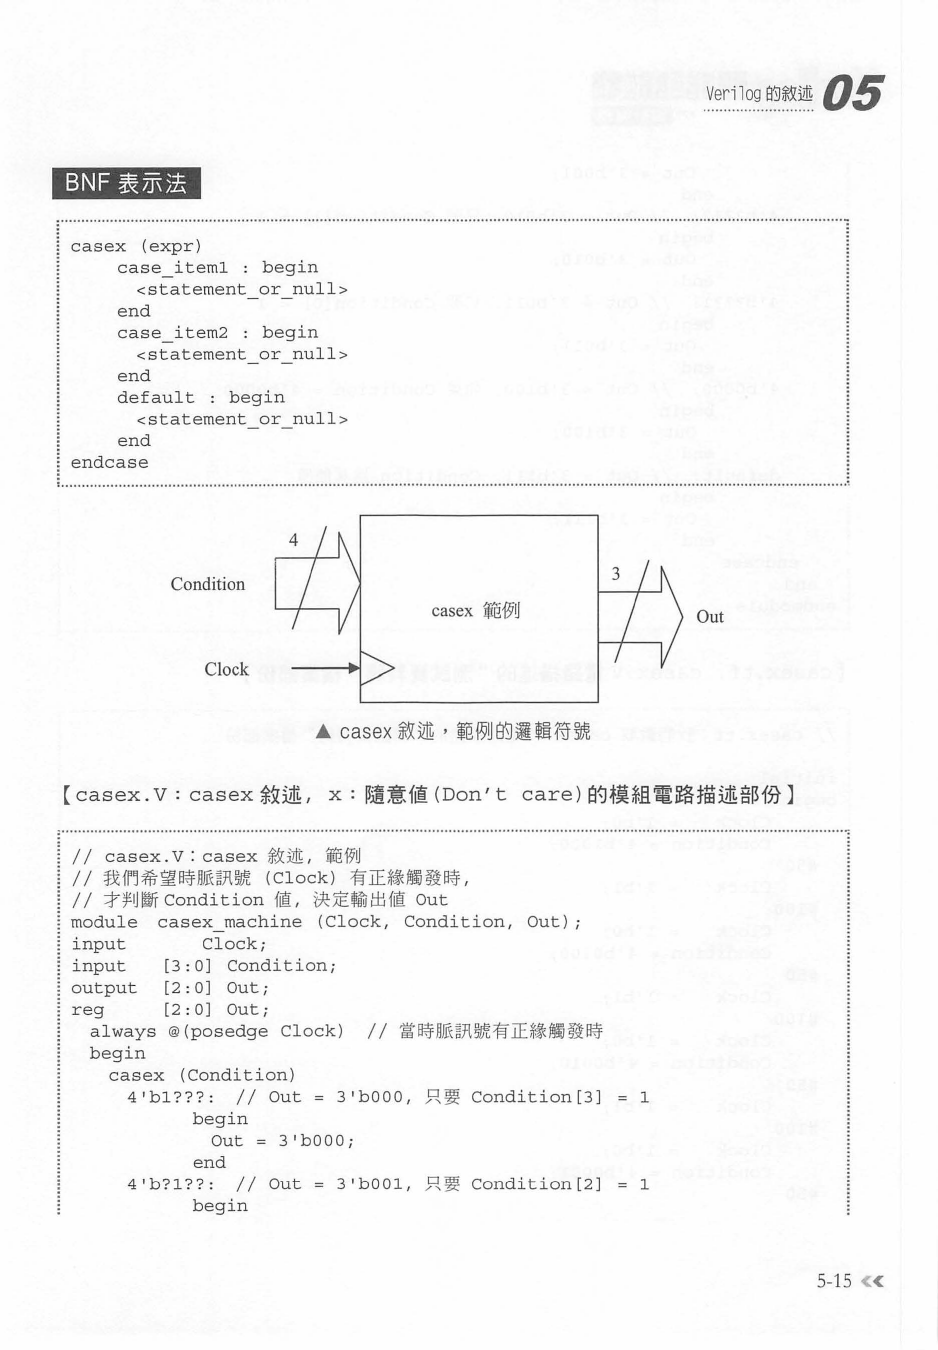 Verilog 的敘述 05
BNF 表示法
casex (expr)
case_item1 : begin
<statement_or_null>
end
case_item2 : begin
<statement_or_null>
end
default : begin
<statement_or_null>
end
endcase
4
Condition
casex 範例
3
Out
Clock
▲ casex 敘述，範例的邏輯符號
【casex.V：casex 敘述, x：隨意值(Don't care)的模組電路描述部份】
// casex.V：casex 敘述, 範例
// 我們希望時脈訊號 (Clock) 有正緣觸發時,
// 才判斷 Condition 值, 決定輸出值 Out
module casex_machine (Clock, Condition, Out);
input Clock;
input [3:0] Condition;
output [2:0] Out;
reg [2:0] Out;
always @(posedge Clock) // 當時脈訊號有正緣觸發時
begin
casex (Condition)
4'b1???: // Out = 3'b000, 只要 Condition[3] = 1
begin
Out = 3'b000;
end
4'b?1??: // Out = 3'b001, 只要 Condition[2] = 1
begin
5-15